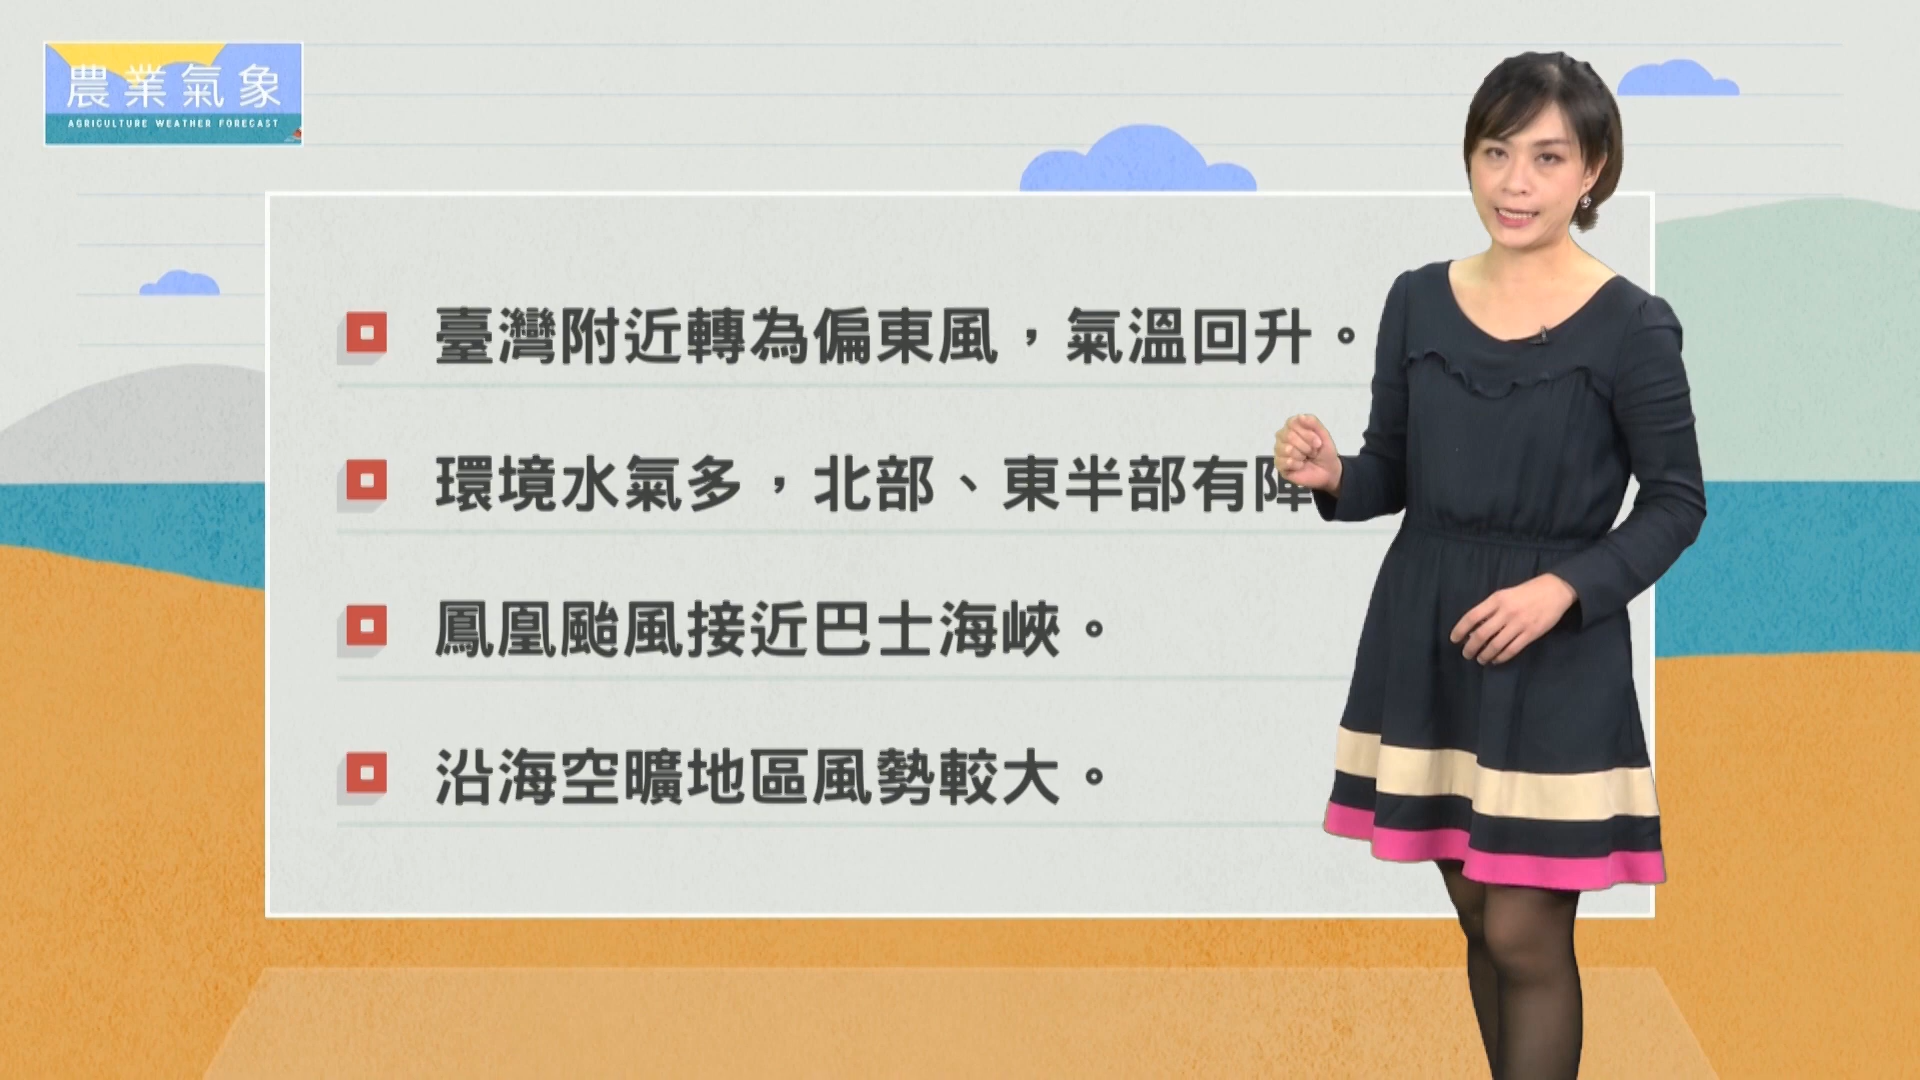 農業氣象
AGRICULTURE WEATHER FORECAST
臺灣附近轉為偏東風，氣溫回升。
環境水氣多，北部、東半部有陣
鳳凰颱風接近巴士海峽。
沿海空曠地區風勢較大。